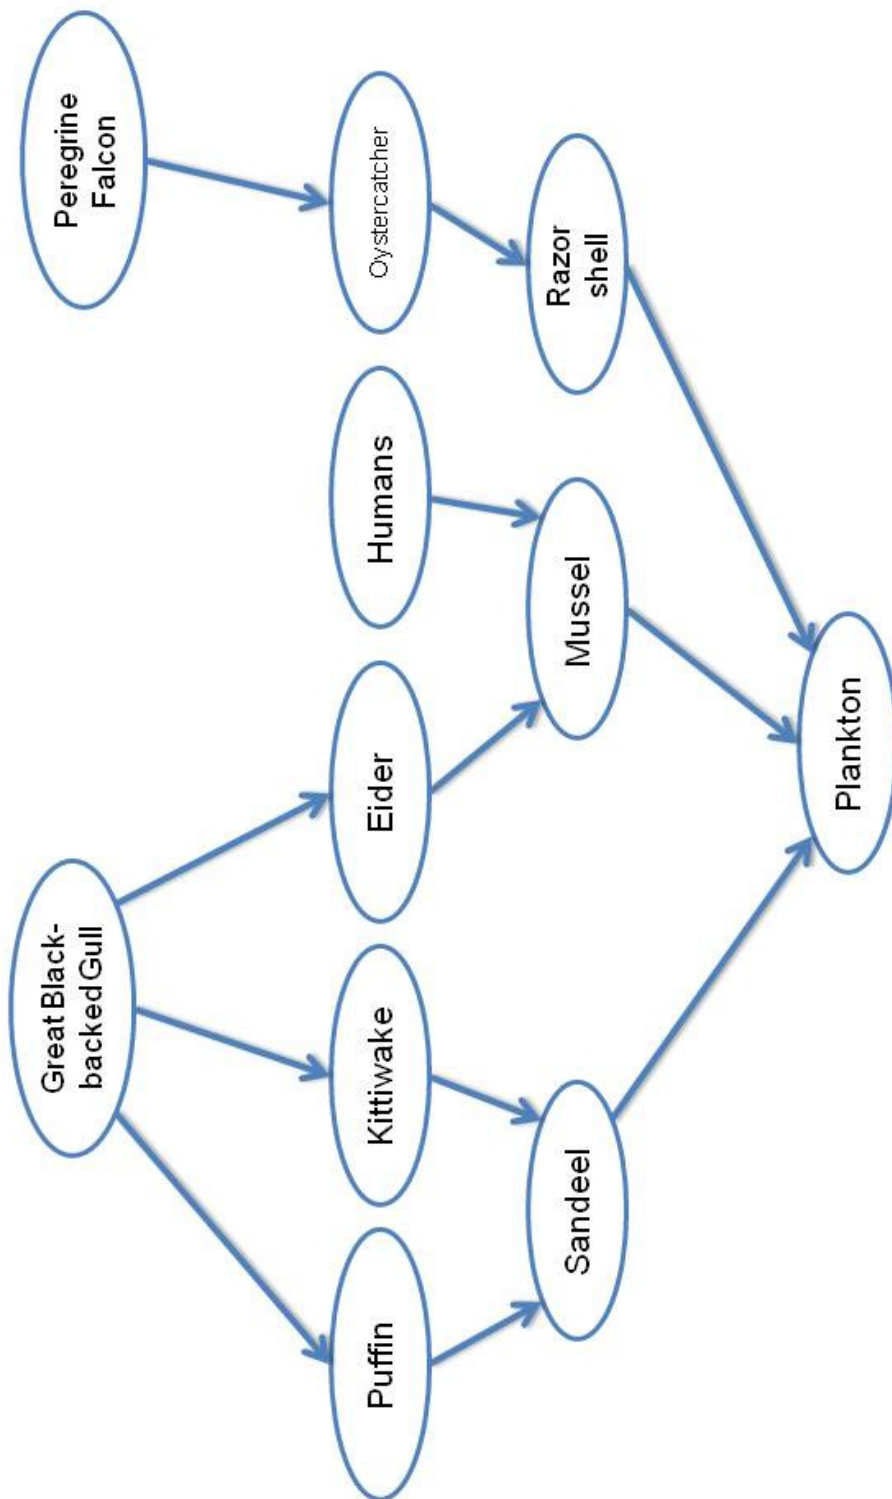 Great Black-
backed Gull
Peregrine
Falcon
Puffin
Kittiwake
Eider
Humans
Oystercatcher
Sandeel
Mussel
Razor
shell
Plankton